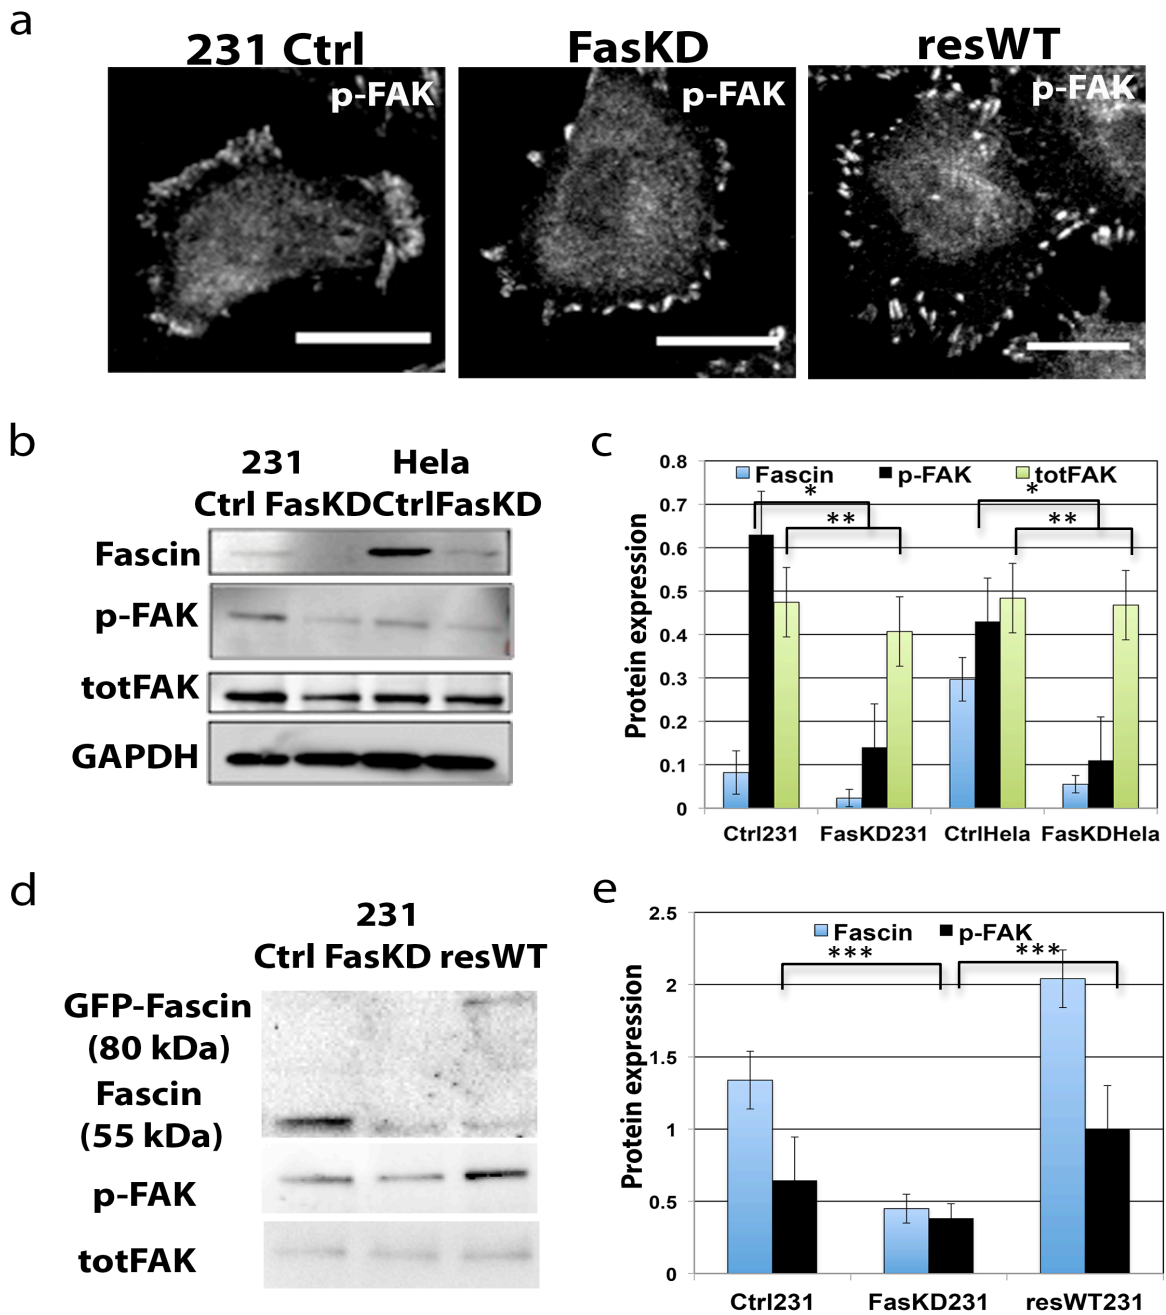 a
231 Ctrl FasKD resWT
p-FAK p-FAK p-FAK
b
231 Hela
Ctrl FasKDCtrlFasKD
Fascin
p-FAK
totFAK
GAPDH
c
Fascin p-FAK totFAK
* *
** **
Protein expression
0.8
0.7
0.6
0.5
0.4
0.3
0.2
0.1
0
Ctrl231 FasKD231 CtrlHela FasKDHela
d
231
Ctrl FasKD resWT
GFP-Fascin
(80 kDa)
Fascin
(55 kDa)
p-FAK
totFAK
e
Fascin p-FAK
*** ***
Protein expression
2.5
2
1.5
1
0.5
0
Ctrl231 FasKD231 resWT231